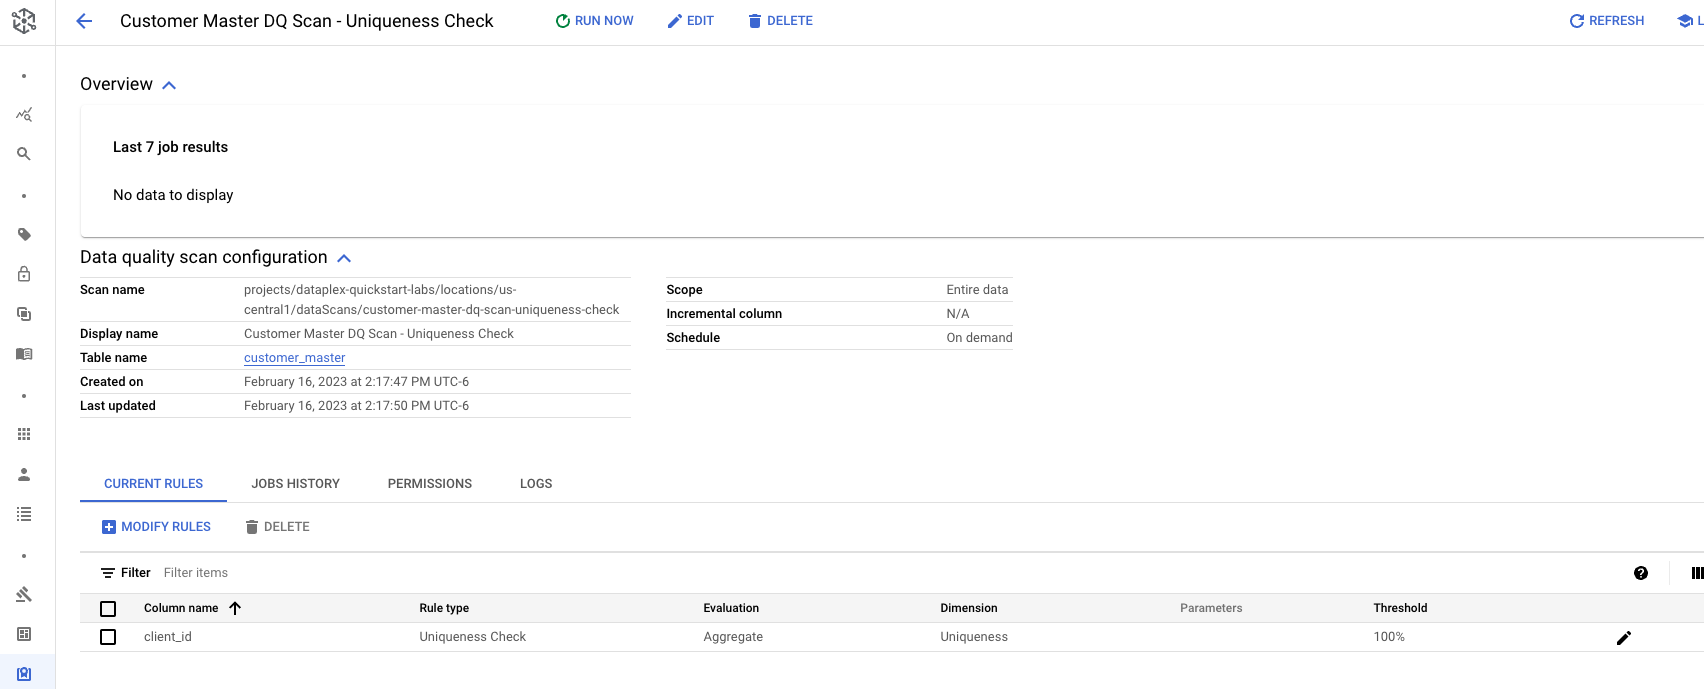 Customer Master DQ Scan - Uniqueness Check RUN NOW EDIT DELETE REFRESH L
Overview
Last 7 job results
No data to display
Data quality scan configuration
Scan name projects/dataplex-quickstart-labs/locations/us-
central1/dataScans/customer-master-dq-scan-uniqueness-check
Display name Customer Master DQ Scan - Uniqueness Check
Table name customer_master
Created on February 16, 2023 at 2:17:47 PM UTC-6
Last updated February 16, 2023 at 2:17:50 PM UTC-6
Scope Entire data
Incremental column N/A
Schedule On demand
CURRENT RULES JOBS HISTORY PERMISSIONS LOGS
MODIFY RULES DELETE
Filter Filter items
Column name Rule type Evaluation Dimension Parameters Threshold
client_id Uniqueness Check Aggregate Uniqueness 100%